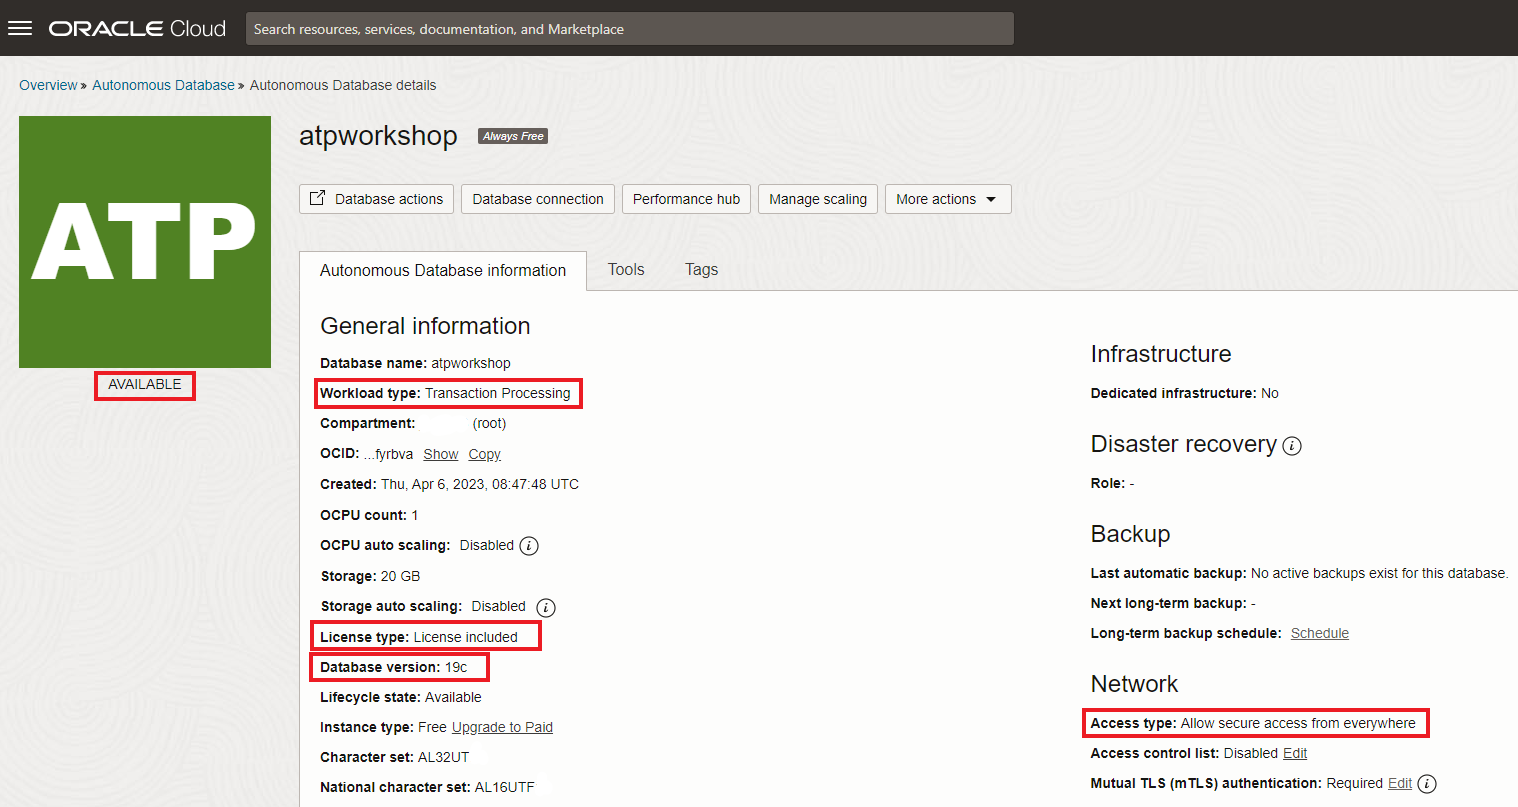 ORACLE Cloud
Search resources, services, documentation, and Marketplace
Overview » Autonomous Database » Autonomous Database details
ATP
AVAILABLE
atpworkshop Always Free
Database actions Database connection Performance hub Manage scaling More actions
Autonomous Database information Tools Tags
General information
Database name: atpworkshop
Workload type: Transaction Processing
Compartment: (root)
OCID: ...fyrbva Show Copy
Created: Thu, Apr 6, 2023, 08:47:48 UTC
OCPU count: 1
OCPU auto scaling: Disabled
Storage: 20 GB
Storage auto scaling: Disabled
License type: License included
Database version: 19c
Lifecycle state: Available
Instance type: Free Upgrade to Paid
Character set: AL32UT
National character set: AL16UTF
Infrastructure
Dedicated infrastructure: No
Disaster recovery
Role: -
Backup
Last automatic backup: No active backups exist for this database.
Next long-term backup: -
Long-term backup schedule: Schedule
Network
Access type: Allow secure access from everywhere
Access control list: Disabled Edit
Mutual TLS (mTLS) authentication: Required Edit